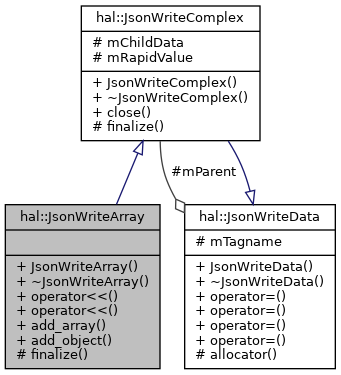 hal::JsonWriteComplex
# mChildData
# mRapidValue
+ JsonWriteComplex()
+ ~JsonWriteComplex()
+ close()
# finalize()
#mParent
hal::JsonWriteArray
+ JsonWriteArray()
+ ~JsonWriteArray()
+ operator<<()
+ operator<<()
+ add_array()
+ add_object()
# finalize()
hal::JsonWriteData
# mTagname
+ JsonWriteData()
+ ~JsonWriteData()
+ operator=()
+ operator=()
+ operator=()
+ operator=()
# allocator()